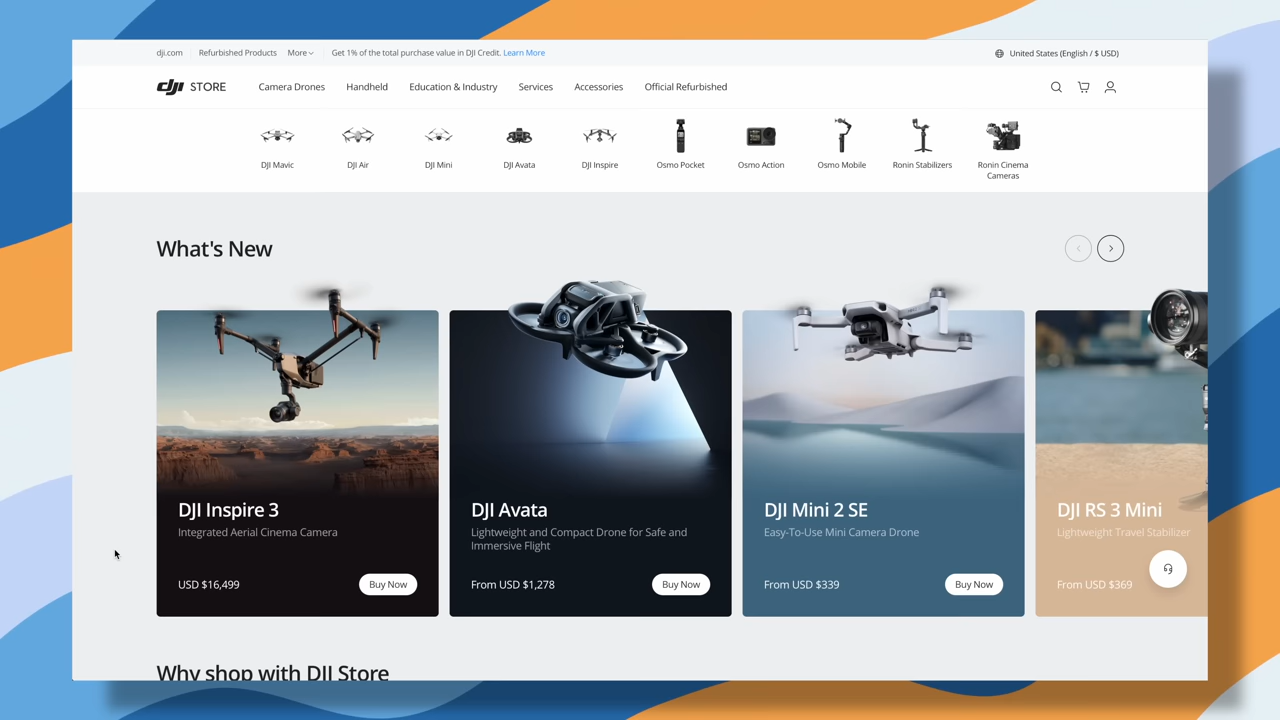 dji.com
Refurbished Products
More
Get 1% of the total purchase value in DJI Credit. Learn More
United States (English / $ USD)
dji STORE
Camera Drones
Handheld
Education & Industry
Services
Accessories
Official Refurbished
DJI Mavic
DJI Air
DJI Mini
DJI Avata
DJI Inspire
Osmo Pocket
Osmo Action
Osmo Mobile
Ronin Stabilizers
Ronin Cinema
Cameras
What's New
DJI Inspire 3
Integrated Aerial Cinema Camera
USD $16,499
Buy Now
DJI Avata
Lightweight and Compact Drone for Safe and
Immersive Flight
From USD $1,278
Buy Now
DJI Mini 2 SE
Easy-To-Use Mini Camera Drone
From USD $339
Buy Now
DJI RS 3 Mini
Lightweight Travel Stabilizer
From USD $369
Why shop with DJI Store